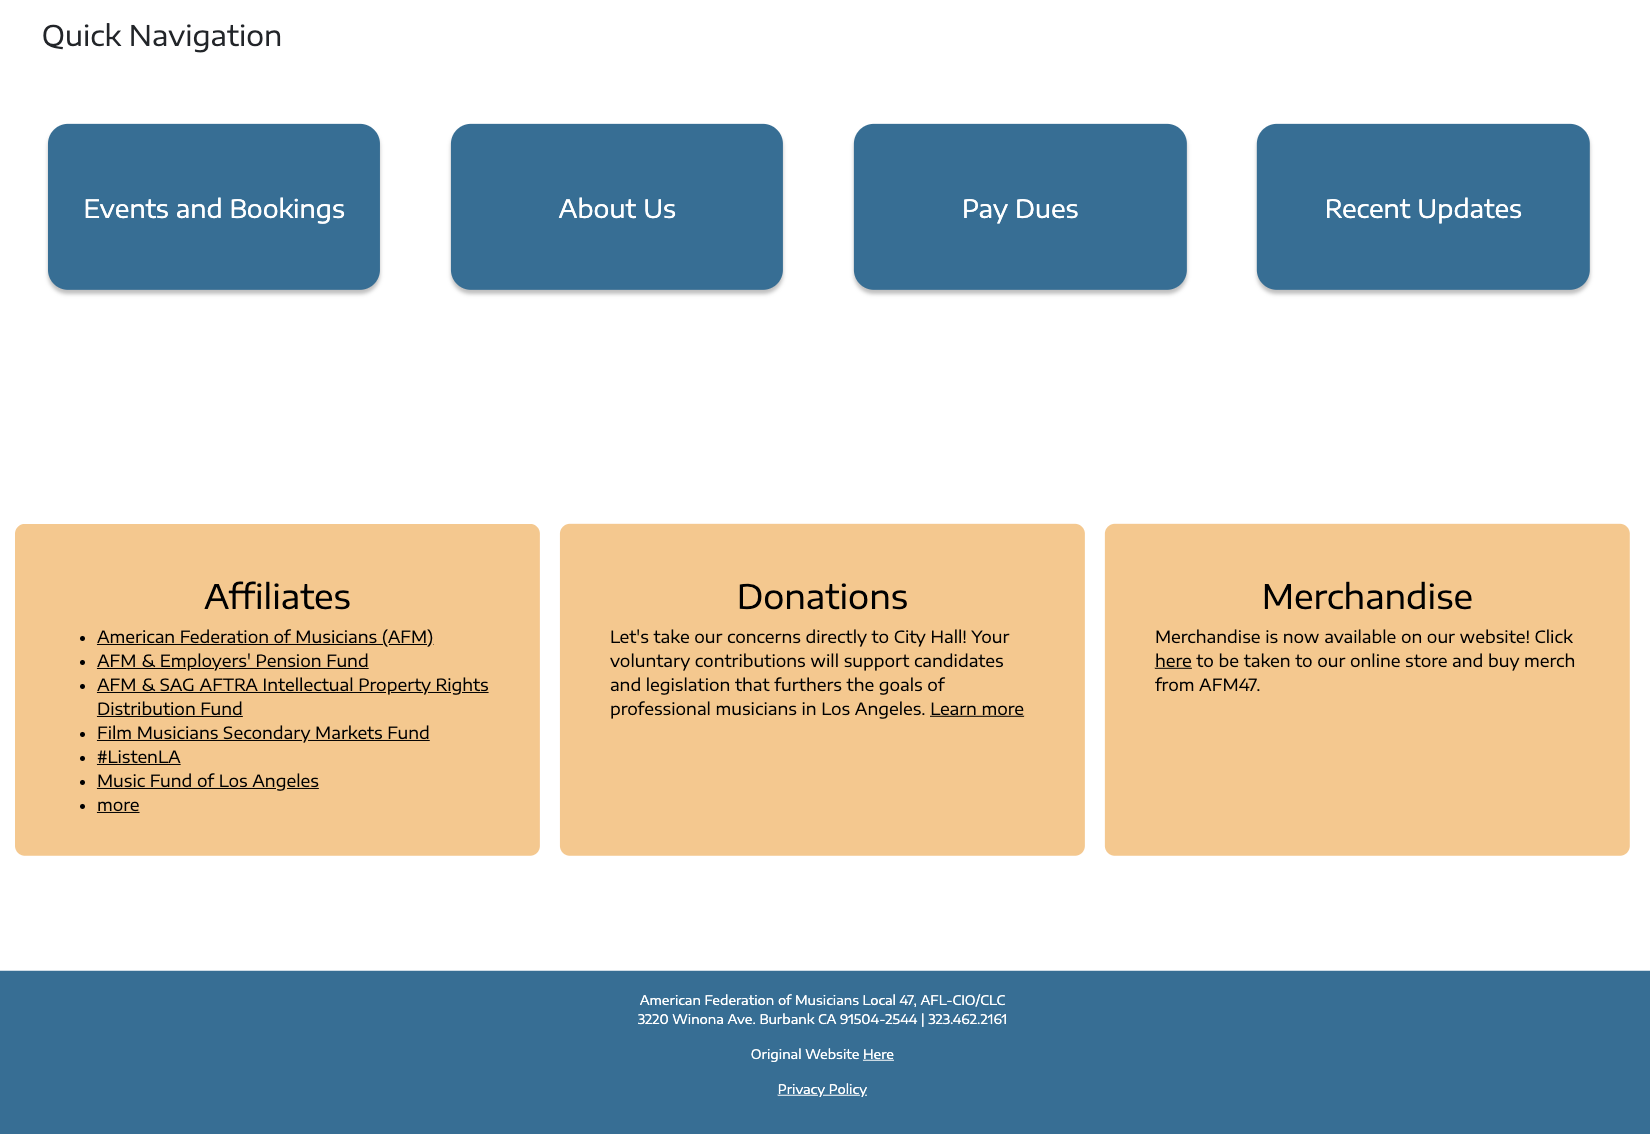 Quick Navigation
Events and Bookings
About Us
Pay Dues
Recent Updates
Affiliates
American Federation of Musicians (AFM)
AFM & Employers' Pension Fund
AFM & SAG AFTRA Intellectual Property Rights
Distribution Fund
Film Musicians Secondary Markets Fund
#ListenLA
Music Fund of Los Angeles
more
Donations
Let's take our concerns directly to City Hall! Your
voluntary contributions will support candidates
and legislation that furthers the goals of
professional musicians in Los Angeles. Learn more
Merchandise
Merchandise is now available on our website! Click
here to be taken to our online store and buy merch
from AFM47.
American Federation of Musicians Local 47, AFL-CIO/CLC
3220 Winona Ave. Burbank CA 91504-2544 | 323.462.2161
Original Website Here
Privacy Policy